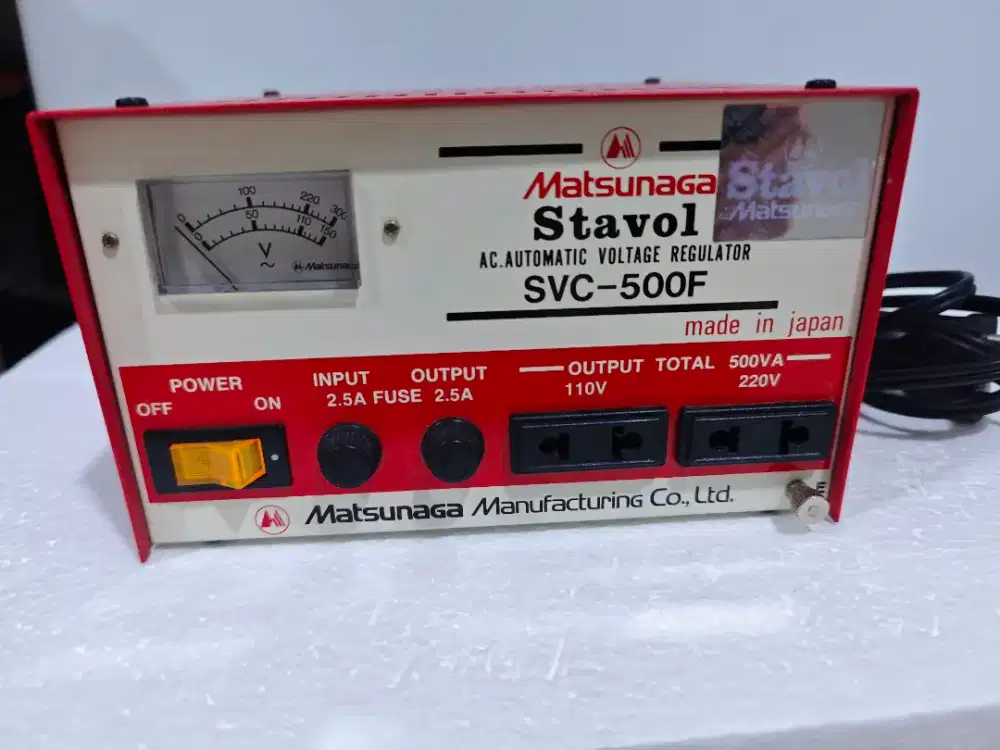 0 100 220 300
0 50 110 150
V
~
Matsunaga
Matsunaga
Stavol
AC.AUTOMATIC VOLTAGE REGULATOR
SVC-500F
made in japan
Stavol
Matsunaga
POWER
OFF ON
INPUT OUTPUT
2.5A FUSE 2.5A
OUTPUT TOTAL 500VA
110V 220V
E
Matsunaga Manufacturing Co., Ltd.